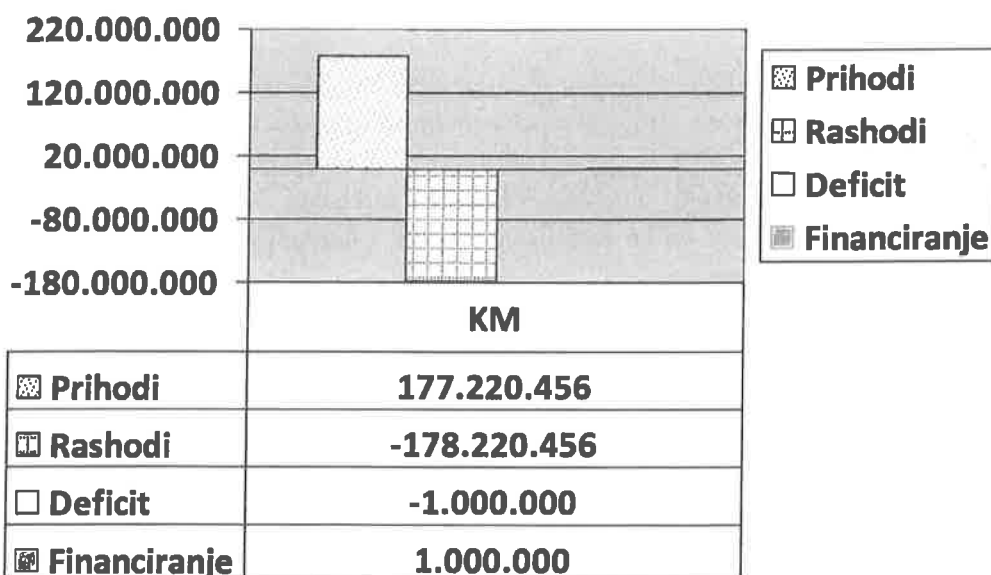 220.000.000
120.000.000
20.000.000
-80.000.000
-180.000.000
Prihodi
Rashodi
Deficit
Financiranje
KM
Prihodi 177.220.456
Rashodi -178.220.456
Deficit -1.000.000
Financiranje 1.000.000